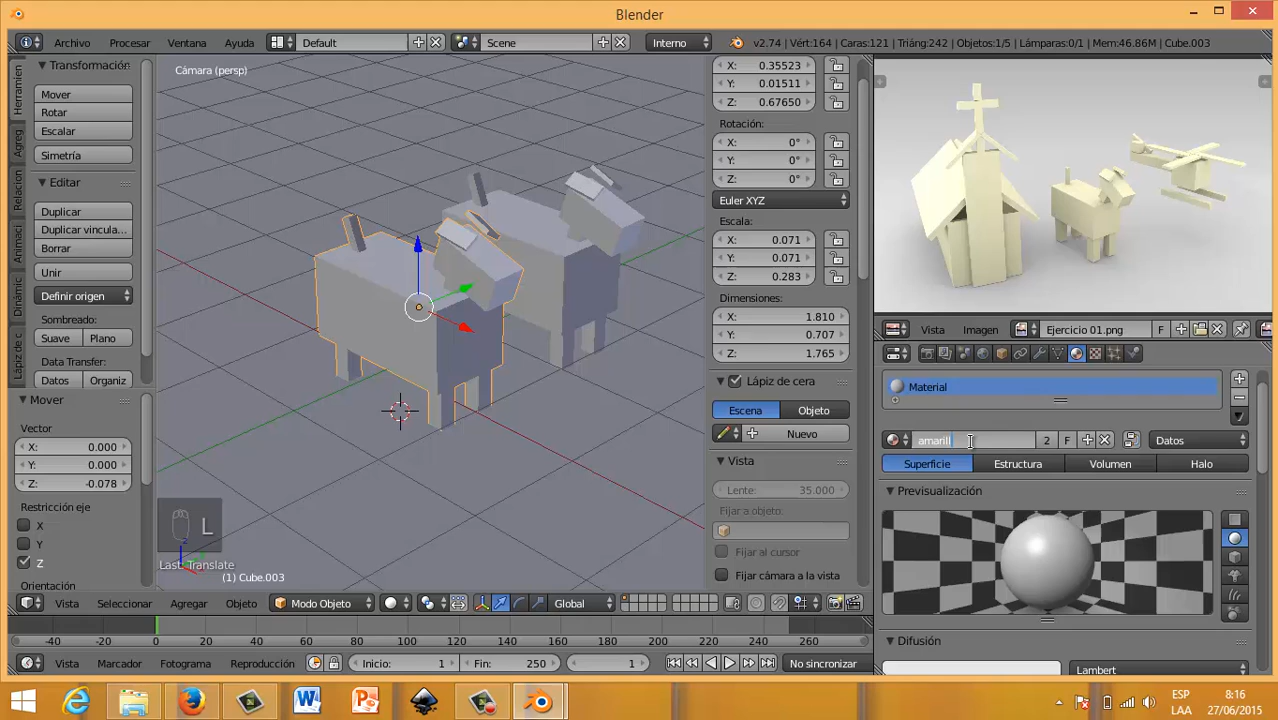 Blender
Archivo Procesar Ventana Ayuda Default Scene Interno v2.74 | Vért:164 | Caras:121 | Triáng:242 | Objetos:1/5 | Lámparas:0/1 | Mem:46.86M | Cube.003
Herramien
Agreg
Relacion
Animaci
Dinámic
Lápiz de c
Transformación
Mover
Rotar
Escalar
Simetría
Editar
Duplicar
Duplicar vincula...
Borrar
Unir
Definir origen
Sombreado:
Suave Plano
Data Transfer:
Datos Organiz
Mover
Vector
X: 0.000
Y: 0.000
Z: -0.078
Restricción eje
X
Y
Z
Orientación
Cámara (persp)
L
Last: Translate
(1) Cube.003
X: 0.35523
Y: 0.01511
Z: 0.67650
Rotación:
X: 0°
Y: 0°
Z: 0°
Euler XYZ
Escala:
X: 0.071
Y: 0.071
Z: 0.283
Dimensiones:
X: 1.810
Y: 0.707
Z: 1.765
Lápiz de cera
Escena Objeto
Nuevo
Vista
Lente: 35.000
Fijar a objeto:
Fijar al cursor
Fijar cámara a la vista
Vista Imagen Ejercicio 01.png F
Material
amarill 2 F Datos
Superficie Estructura Volumen Halo
Previsualización
Difusión
Lambert
Vista Seleccionar Agregar Objeto Modo Objeto Global
-40 -20 0 20 40 60 80 100 120 140 160 180 200 220 240 260
Vista Marcador Fotograma Reproducción Inicio: 1 Fin: 250 1 No sincronizar
ESP
LAA
8:16
27/06/2015